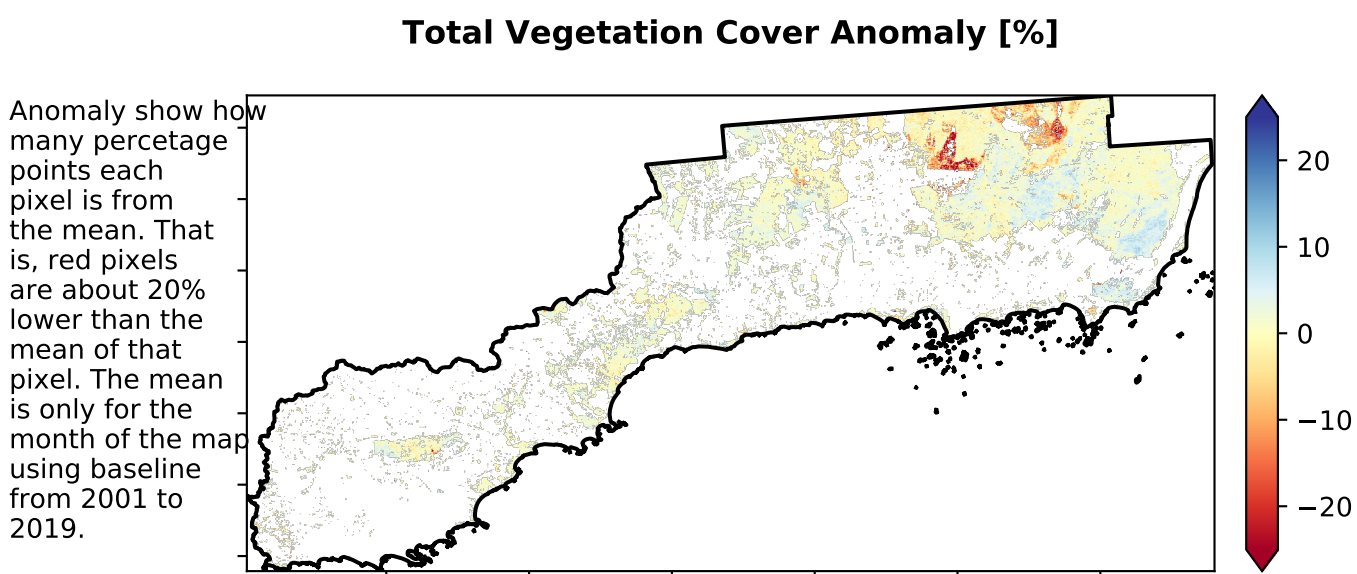 Total Vegetation Cover Anomaly [%]
Anomaly show how
many percetage
points each
pixel is from
the mean. That
is, red pixels
are about 20%
lower than the
mean of that
pixel. The mean
is only for the
month of the map
using baseline
from 2001 to
2019.
20
10
0
−10
−20